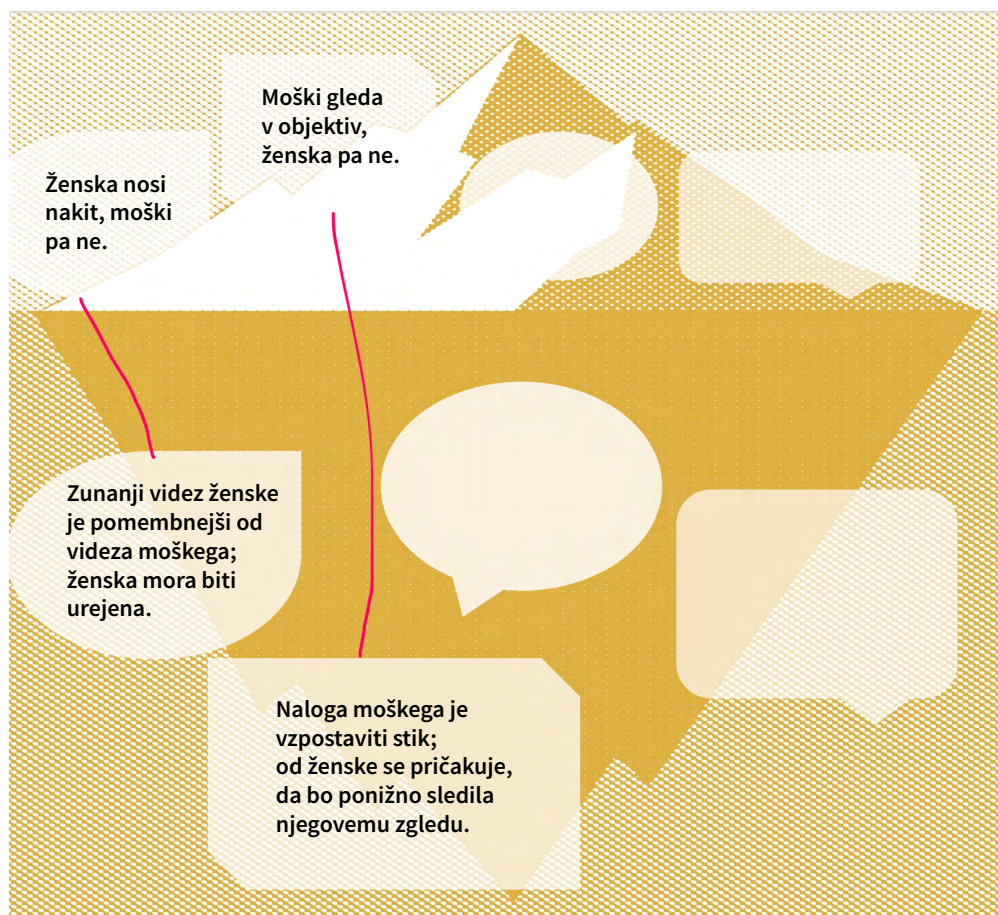 Moški gleda
v objektiv,
ženska pa ne.
Ženska nosi
nakit, moški
pa ne.
Zunanji videz ženske
je pomembnejši od
videza moškega;
ženska mora biti
urejena.
Naloga moškega je
vzpostaviti stik;
od ženske se pričakuje,
da bo ponižno sledila
njegovemu zgledu.